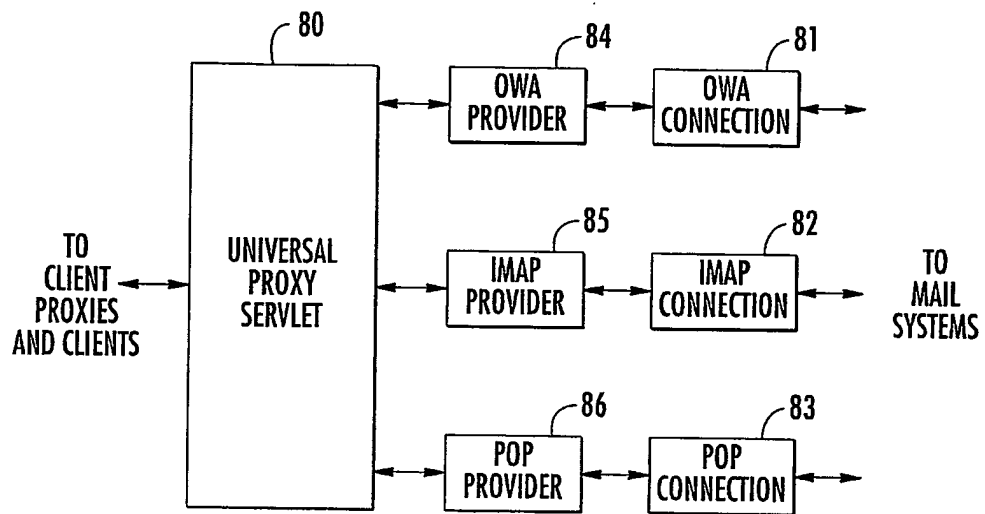 80
84
81
OWA
PROVIDER
OWA
CONNECTION
85
82
TO
CLIENT
PROXIES
AND CLIENTS
UNIVERSAL
PROXY
SERVLET
IMAP
PROVIDER
IMAP
CONNECTION
TO
MAIL
SYSTEMS
86
83
POP
PROVIDER
POP
CONNECTION